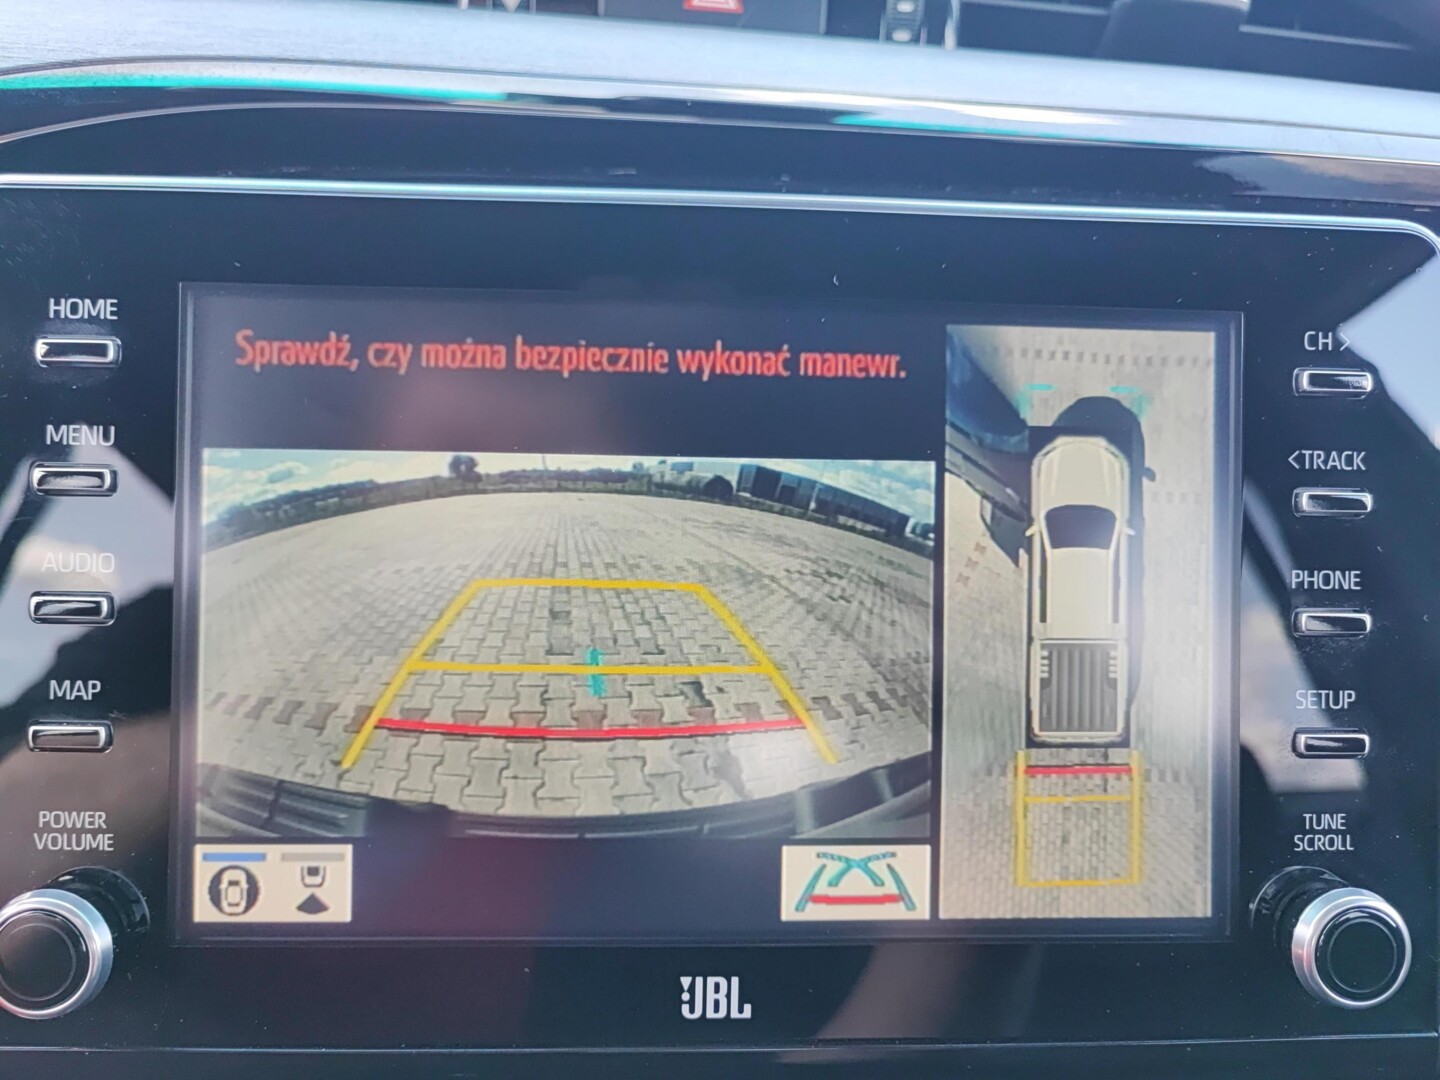 HOME
Sprawdź, czy można bezpiecznie wykonać manewr.
CH >
MENU
<TRACK
AUDIO
PHONE
MAP
SETUP
POWER
VOLUME
TUNE
SCROLL
JBL